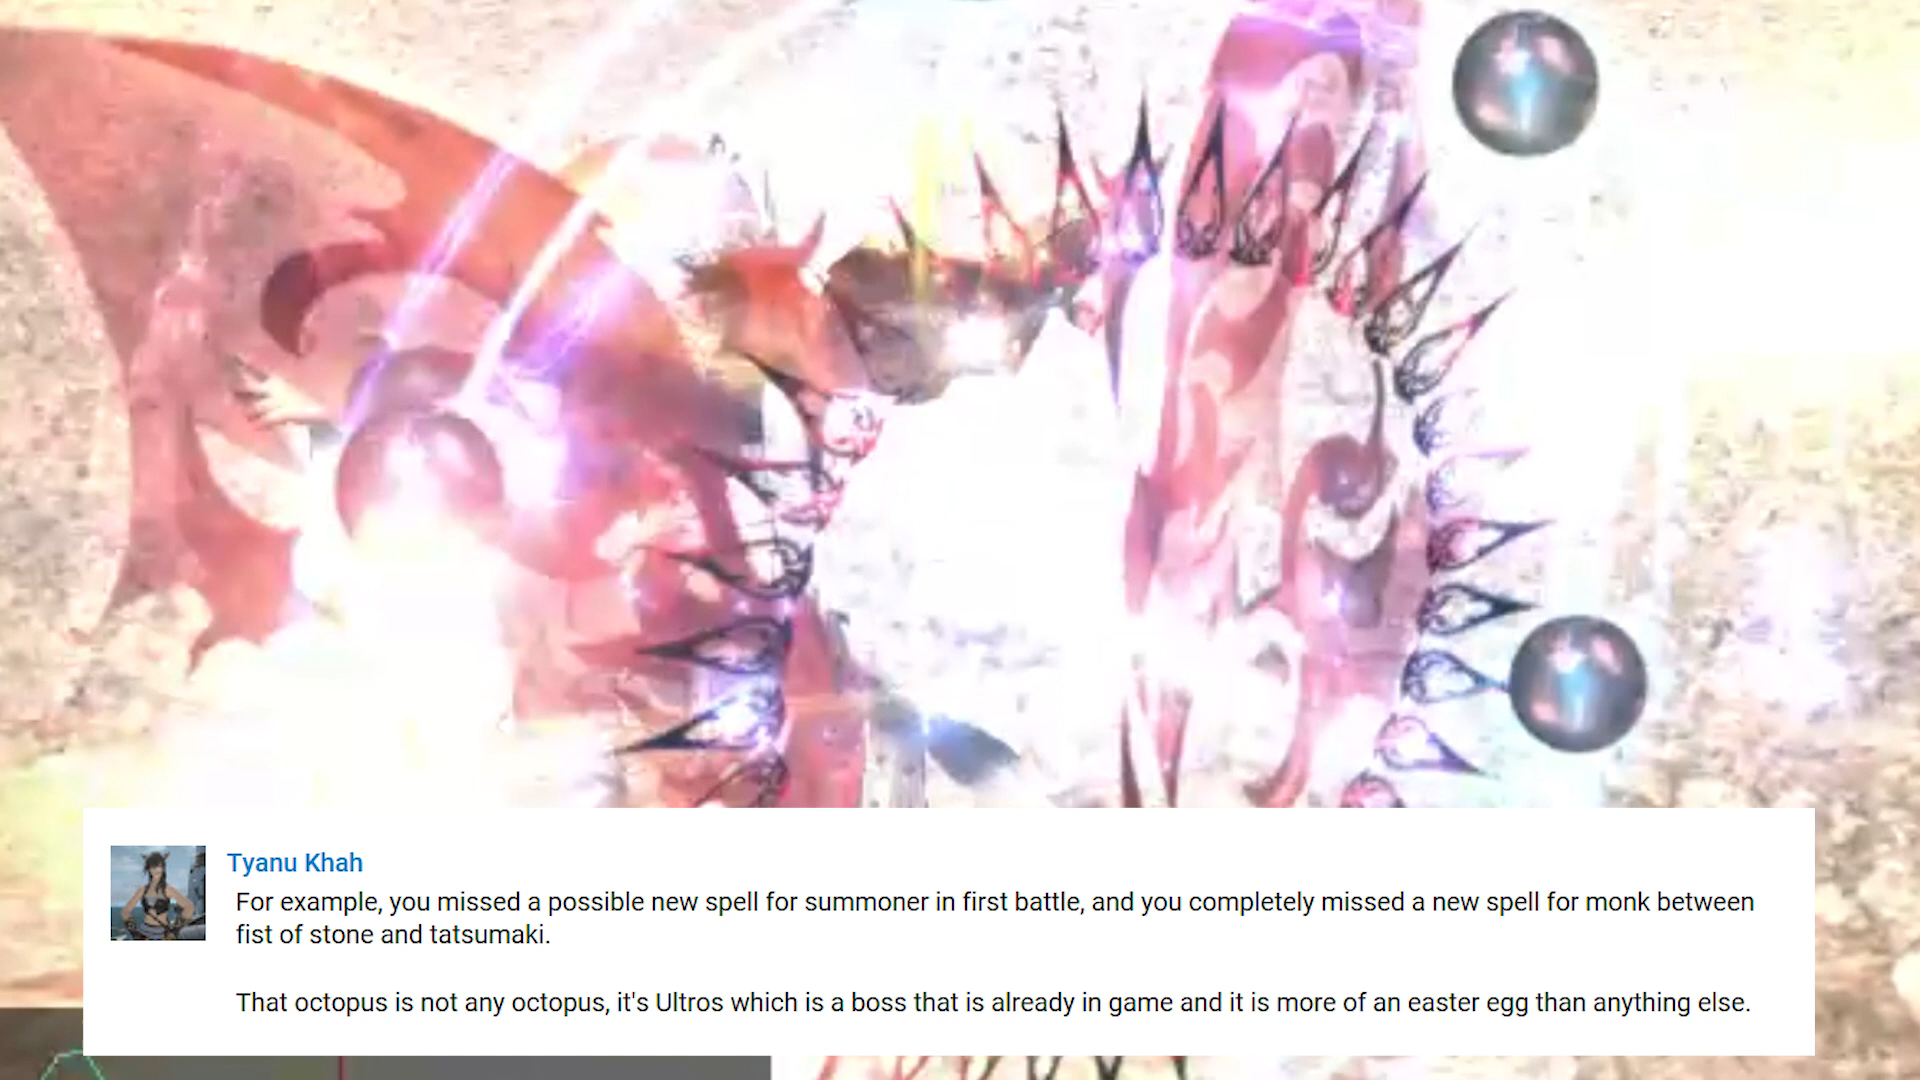 Tyanu Khah
For example, you missed a possible new spell for summoner in first battle, and you completely missed a new spell for monk between
fist of stone and tatsumaki.
That octopus is not any octopus, it's Ultros which is a boss that is already in game and it is more of an easter egg than anything else.